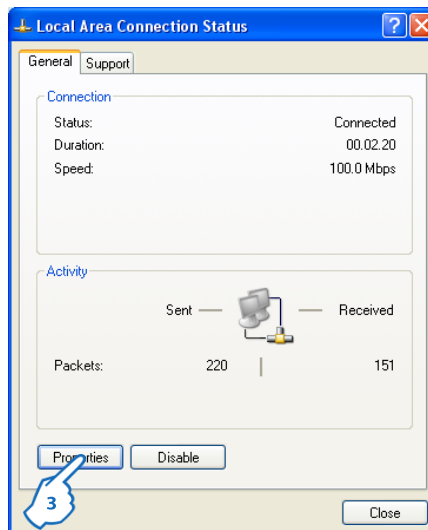 Local Area Connection Status
General Support
Connection
Status: Connected
Duration: 00.02.20
Speed: 100.0 Mbps
Activity
Sent Received
Packets: 220 151
Properties Disable
3
Close